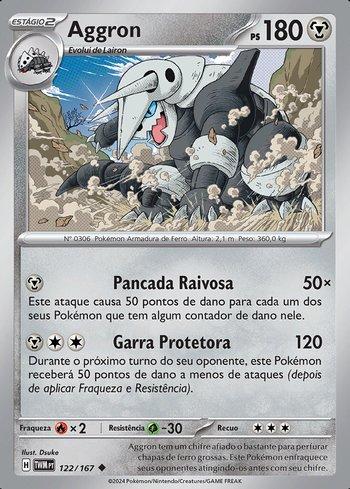 ESTÁGIO 2
Aggron
PS 180
Evolui de Lairon
Nº 0306 Pokémon Armadura de Ferro Altura: 2,1 m Peso: 360,0 kg
Pancada Raivosa 50×
Este ataque causa 50 pontos de dano para cada um dos
seus Pokémon que tem algum contador de dano nele.
Garra Protetora 120
Durante o próximo turno do seu oponente, este Pokémon
receberá 50 pontos de dano a menos de ataques (depois
de aplicar Fraqueza e Resistência).
Fraqueza × 2 Resistência -30 Recuo
Ilust. Dsuke
H TWM PT 122/167
Aggron tem um chifre afiado o bastante para perfurar
chapas de ferro grossas. Este Pokémon enfraquece
seus oponentes atingindo-os antes com seu chifre.
©2024 Pokémon/Nintendo/Creatures/GAME FREAK